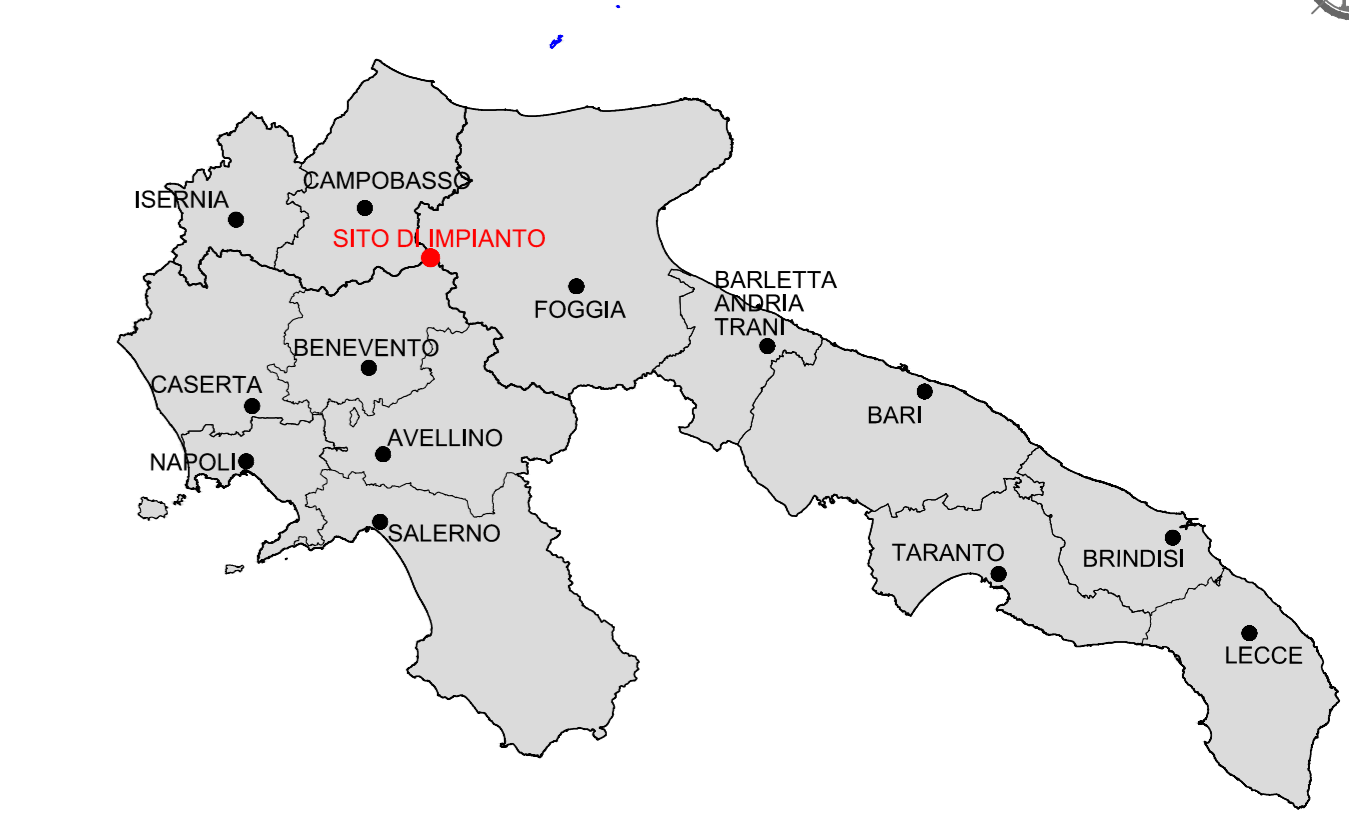 CAMPOBASSO
ISERNIA
SITO DI IMPIANTO
BARLETTA
ANDRIA
TRANI
FOGGIA
BENEVENTO
CASERTA
BARI
AVELLINO
NAPOLI
SALERNO
TARANTO
BRINDISI
LECCE